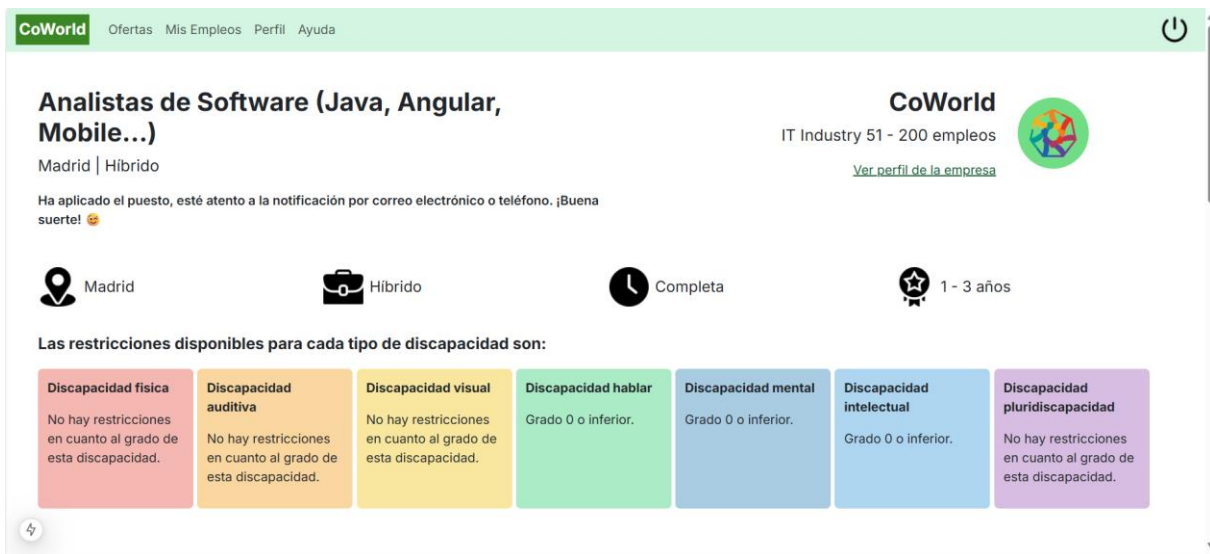 CoWorld Ofertas Mis Empleos Perfil Ayuda
Analistas de Software (Java, Angular,
Mobile...)
Madrid | Híbrido
Ha aplicado el puesto, esté atento a la notificación por correo electrónico o teléfono. ¡Buena
suerte! 😋
CoWorld
IT Industry 51 - 200 empleos
Ver perfil de la empresa
Madrid
Híbrido
Completa
1 - 3 años
Las restricciones disponibles para cada tipo de discapacidad son:
Discapacidad fisica
No hay restricciones
en cuanto al grado de
esta discapacidad.
Discapacidad
auditiva
No hay restricciones
en cuanto al grado de
esta discapacidad.
Discapacidad visual
No hay restricciones
en cuanto al grado de
esta discapacidad.
Discapacidad hablar
Grado 0 o inferior.
Discapacidad mental
Grado 0 o inferior.
Discapacidad
intelectual
Grado 0 o inferior.
Discapacidad
pluridiscapacidad
No hay restricciones
en cuanto al grado de
esta discapacidad.